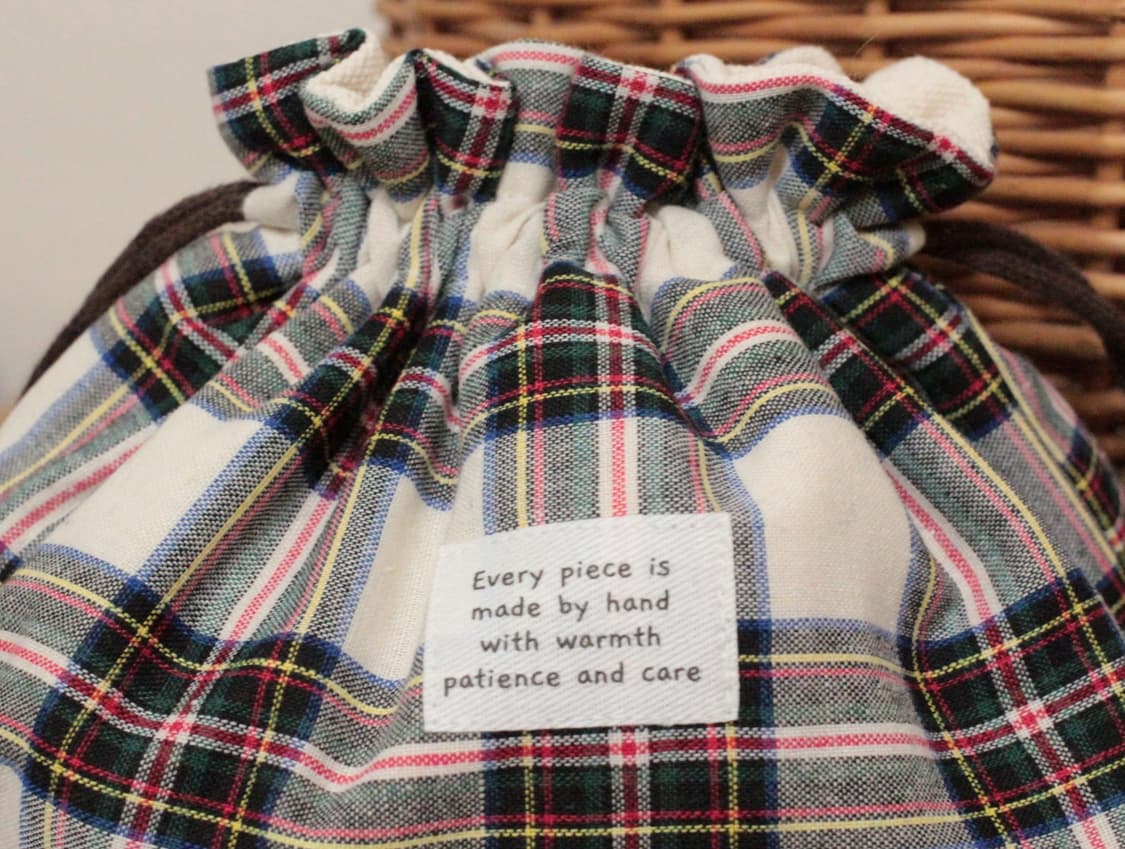 Every piece is
made by hand
with warmth
patience and care